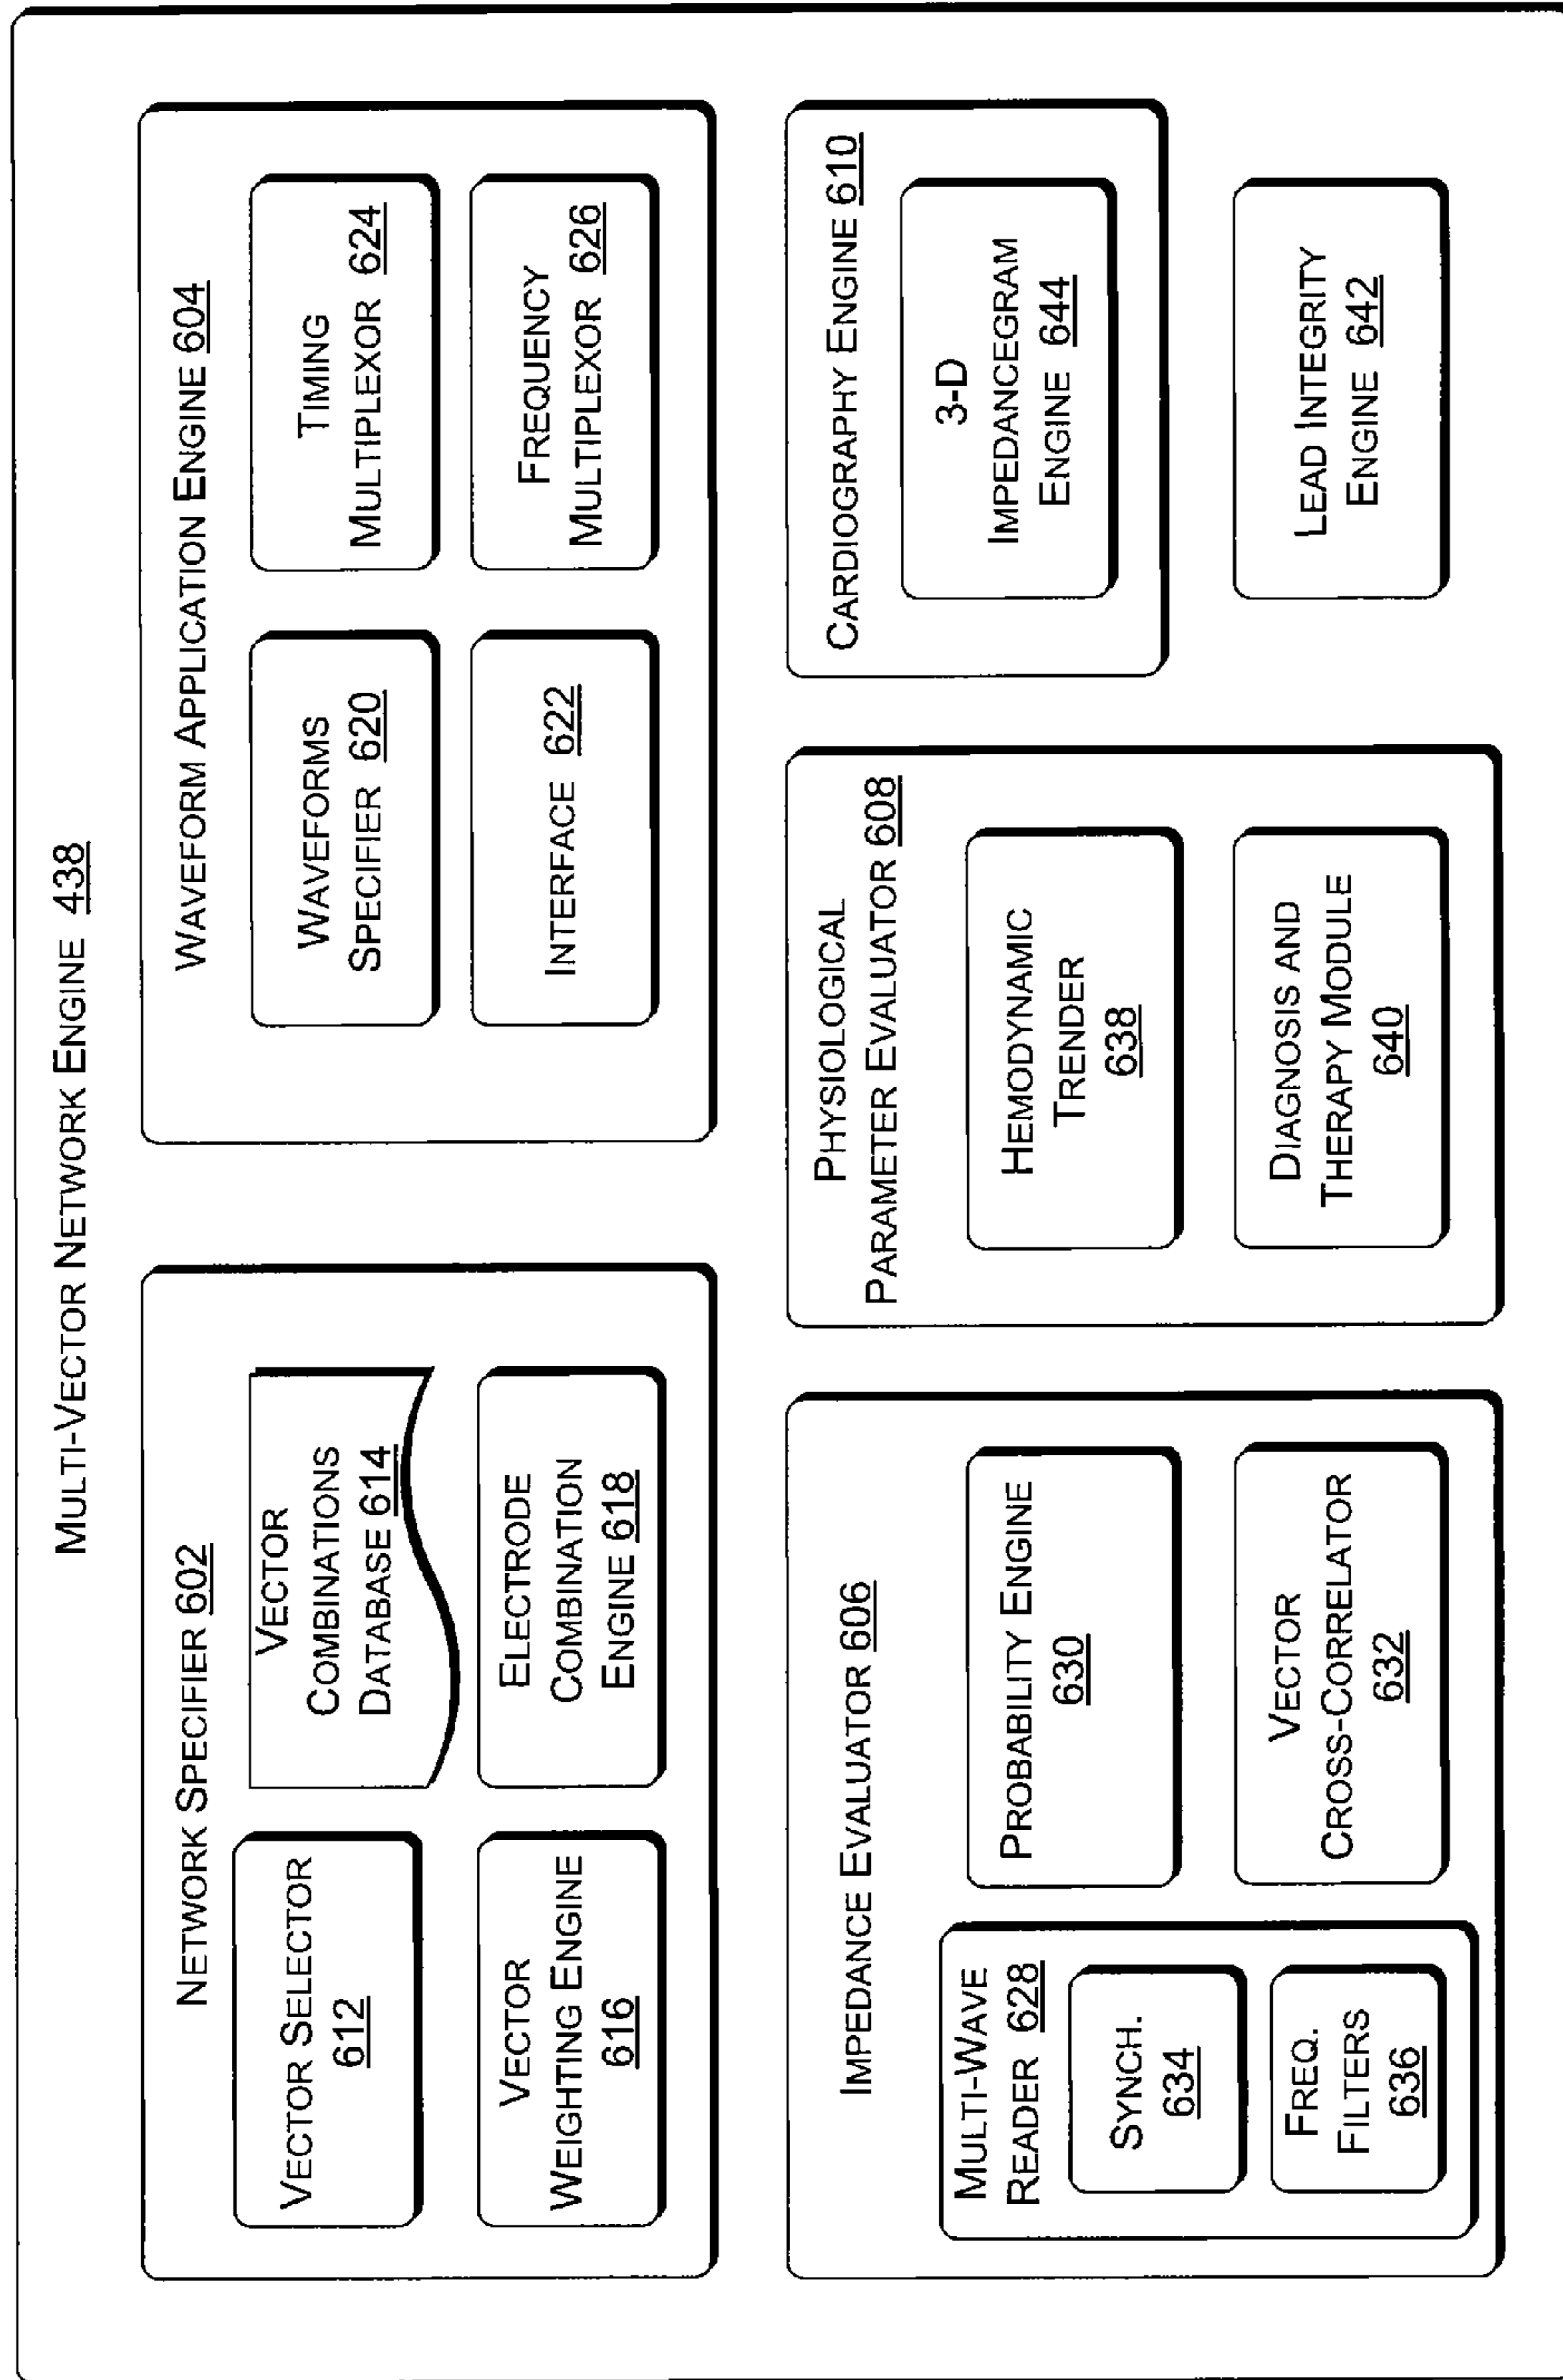 MULTI-VECTOR NETWORK ENGINE 438
NETWORK SPECIFIER 602
VECTOR SELECTOR
612
VECTOR
COMBINATIONS
DATABASE 614
VECTOR
WEIGHTING ENGINE
616
ELECTRODE
COMBINATION
ENGINE 618
WAVEFORM APPLICATION ENGINE 604
WAVEFORMS
SPECIFIER 620
TIMING
MULTIPLEXOR 624
INTERFACE 622
FREQUENCY
MULTIPLEXOR 626
IMPEDANCE EVALUATOR 606
MULTI-WAVE
READER 628
SYNCH.
634
FREQ.
FILTERS
636
PROBABILITY ENGINE
630
VECTOR
CROSS-CORRELATOR
632
PHYSIOLOGICAL
PARAMETER EVALUATOR 608
HEMODYNAMIC
TRENDER
638
DIAGNOSIS AND
THERAPY MODULE
640
CARDIOGRAPHY ENGINE 610
3-D
IMPEDANCEGRAM
ENGINE 644
LEAD INTEGRITY
ENGINE 642